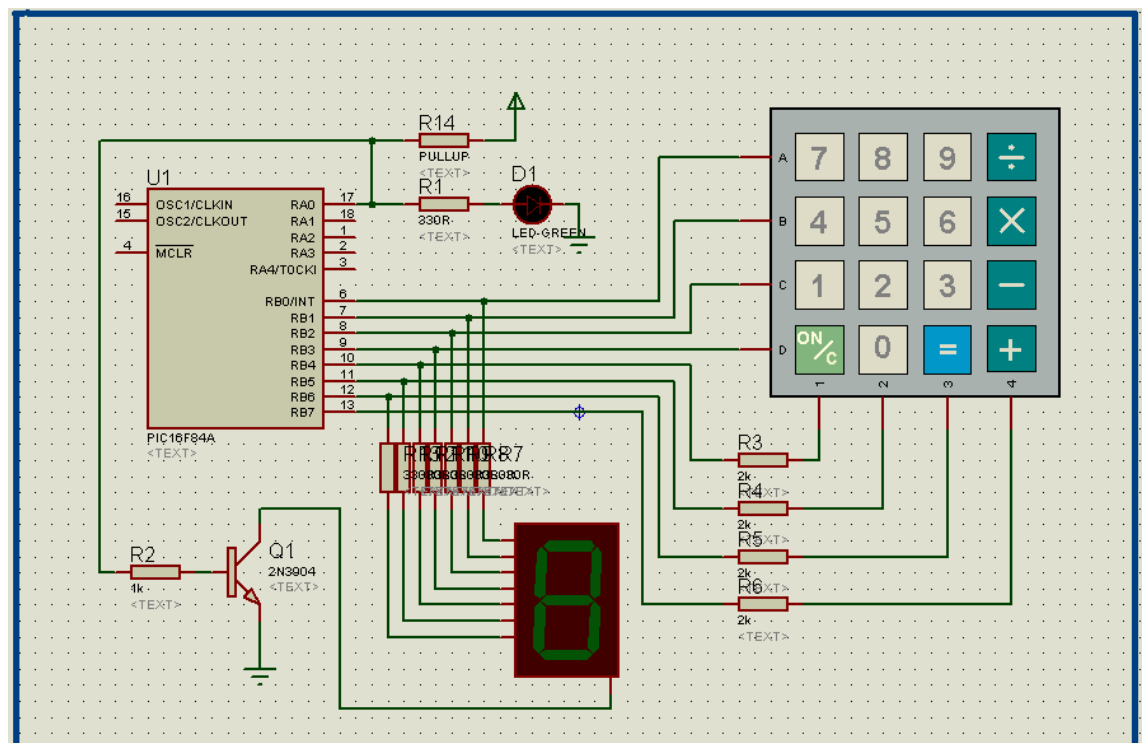 R14
PULLUP
<TEXT>
R1
330R
<TEXT>
D1
LED-GREEN
<TEXT>
U1
16 OSC1/CLKIN
15 OSC2/CLKOUT
4 MCLR
RA0 17
RA1 18
RA2 1
RA3 2
RA4/T0CKI 3
RB0/INT 6
RB1 7
RB2 8
RB3 9
RB4 10
RB5 11
RB6 12
RB7 13
PIC16F84A
<TEXT>
A 7 8 9 ÷
B 4 5 6 ×
C 1 2 3 −
D ON/C 0 = +
1 2 3 4
R3
2k
<TEXT>
R4
2k
<TEXT>
R5
2k
<TEXT>
R6
2k
<TEXT>
R2
1k
<TEXT>
Q1
2N3904
<TEXT>